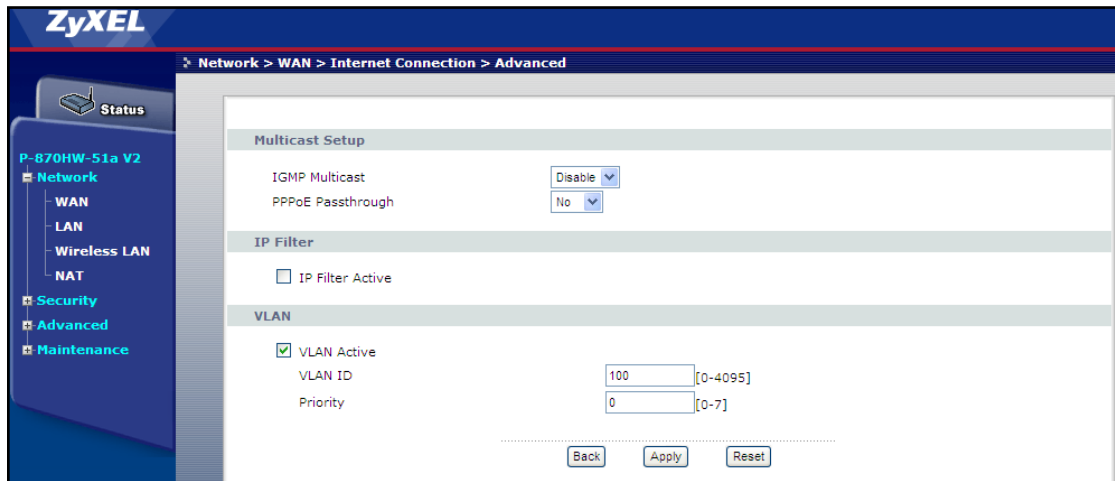 ZyXEL
Network > WAN > Internet Connection > Advanced
Status
P-870HW-51a V2
Network
WAN
LAN
Wireless LAN
NAT
Security
Advanced
Maintenance
Multicast Setup
IGMP Multicast Disable
PPPoE Passthrough No
IP Filter
IP Filter Active
VLAN
VLAN Active
VLAN ID 100 [0-4095]
Priority 0 [0-7]
Back Apply Reset